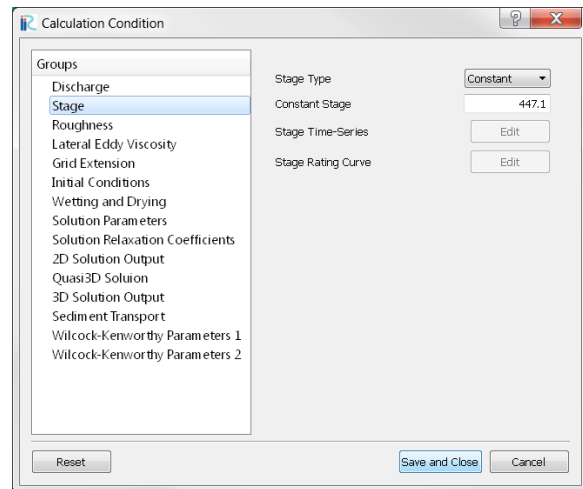 iR Calculation Condition
Groups
Discharge
Stage
Roughness
Lateral Eddy Viscosity
Grid Extension
Initial Conditions
Wetting and Drying
Solution Parameters
Solution Relaxation Coefficients
2D Solution Output
Quasi3D Soluion
3D Solution Output
Sediment Transport
Wilcock-Kenworthy Parameters 1
Wilcock-Kenworthy Parameters 2
Stage Type Constant
Constant Stage 447.1
Stage Time-Series Edit
Stage Rating Curve Edit
Reset Save and Close Cancel